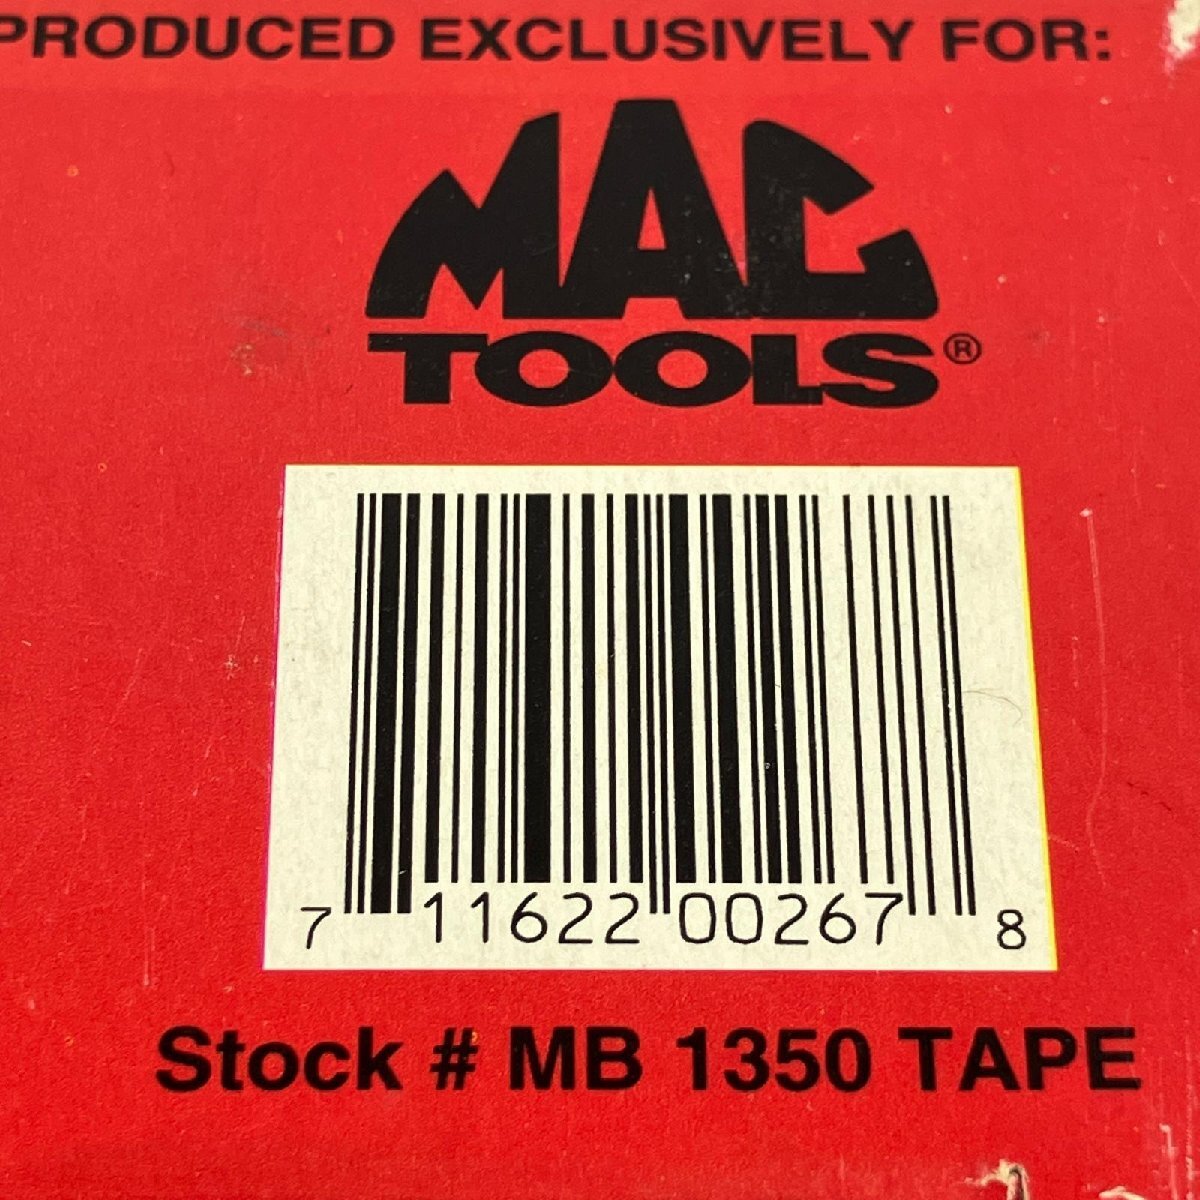 PRODUCED EXCLUSIVELY FOR:
MAC
TOOLS®
7 11622 00267 8
Stock # MB 1350 TAPE